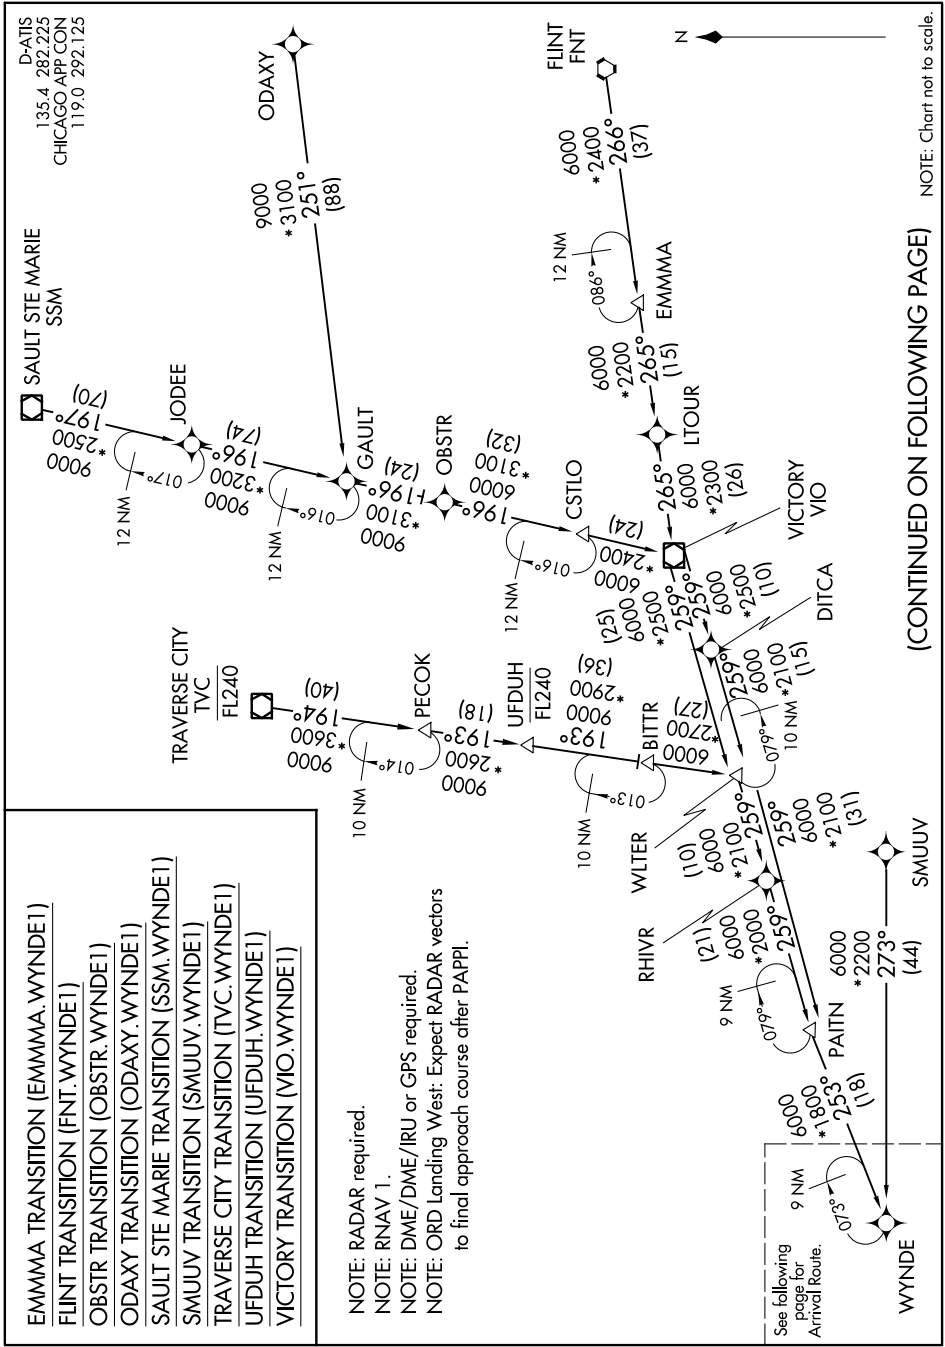 EMMMA TRANSITION (EMMMA.WYNDE1)
FLINT TRANSITION (FNT.WYNDE1)
OBSTR TRANSITION (OBSTR.WYNDE1)
ODAXY TRANSITION (ODAXY.WYNDE1)
SAULT STE MARIE TRANSITION (SSM.WYNDE1)
SMUUV TRANSITION (SMUUV.WYNDE1)
TRAVERSE CITY TRANSITION (TVC.WYNDE1)
UFDUH TRANSITION (UFDUH.WYNDE1)
VICTORY TRANSITION (VIO.WYNDE1)
NOTE: RADAR required.
NOTE: RNAV 1.
NOTE: DME/DME/IRU or GPS required.
NOTE: ORD Landing West: Expect RADAR vectors
to final approach course after PAPPI.
D-ATIS
135.4 282.225
CHICAGO APP CON
119.0 292.125
SAULT STE MARIE
SSM
9000
*2500
197°
(70)
12 NM
017°
JODEE
9000
*3200
196°
(74)
12 NM
016°
ODAXY
9000
*3100
251°
(88)
GAULT
9000
*3100
196°
(24)
OBSTR
196°
6000
*3100
(32)
12 NM
016°
CSTLO
6000
*2400
(24)
FLINT
FNT
6000
*2400
266°
(37)
12 NM
086°
EMMMA
6000
*2200
265°
(15)
LTOUR
265°
6000
*2300
(26)
VICTORY
VIO
(25)
6000
*2500
259°
259°
6000
*2500
(10)
DITCA
259°
6000
*2100
(15)
10 NM
079°
TRAVERSE CITY
TVC
FL240
9000
*3600
194°
(40)
10 NM
014°
PECOK
9000
*2600
193°
(18)
UFDUH
FL240
193°
9000
*2900
(36)
10 NM
013°
BITTR
6000
*2700
(27)
WLTER
(10)
6000
*2100
259°
259°
6000
*2100
(31)
RHIVR
(21)
6000
*2000
259°
9 NM
079°
PAITN
6000
*1800
253°
(18)
SMUUV
6000
*2200
273°
(44)
9 NM
073°
WYNDE
See following
page for
Arrival Route.
N
NOTE: Chart not to scale.
(CONTINUED ON FOLLOWING PAGE)